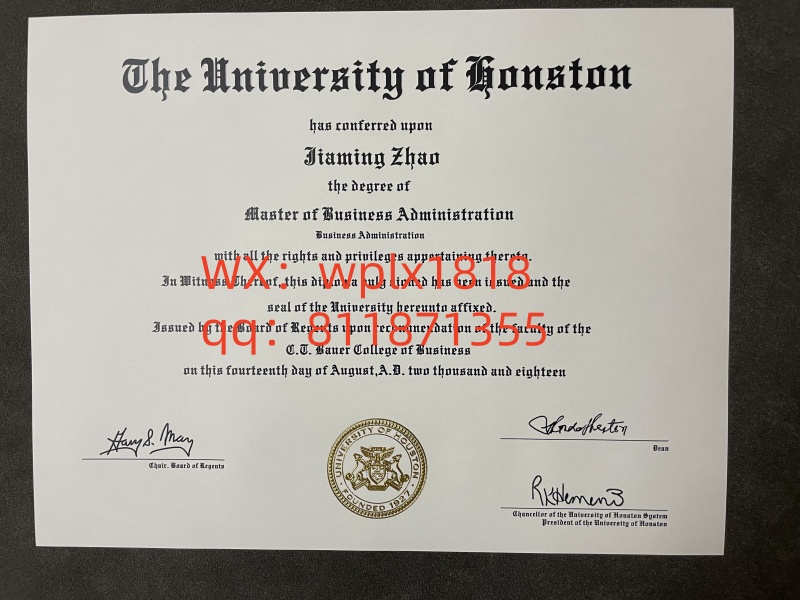 The University of Houston
has conferred upon
Jiaming Zhao
the degree of
Master of Business Administration
Business Administration
with all the rights and privileges appertaining thereto.
WX: wplx1818
In Witness Thereof, this diploma duly signed has been issued and the
seal of the University hereunto affixed.
qq: 811871355
Issued by the Board of Regents upon recommendation of the faculty of the
C.T. Bauer College of Business
on this fourteenth day of August,A.D. two thousand and eighteen
Chair. Board of Regents
UNIVERSITY OF HOUSTON
FOUNDED 1927
Dean
Chancellor of the University of Houston System
President of the University of Houston